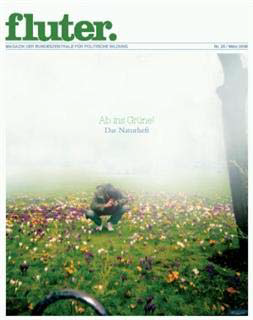 fluter.
MAGAZIN DER BUNDESZENTRALE FÜR POLITISCHE BILDUNG
Ab ins Grüne!
Das Naturheft